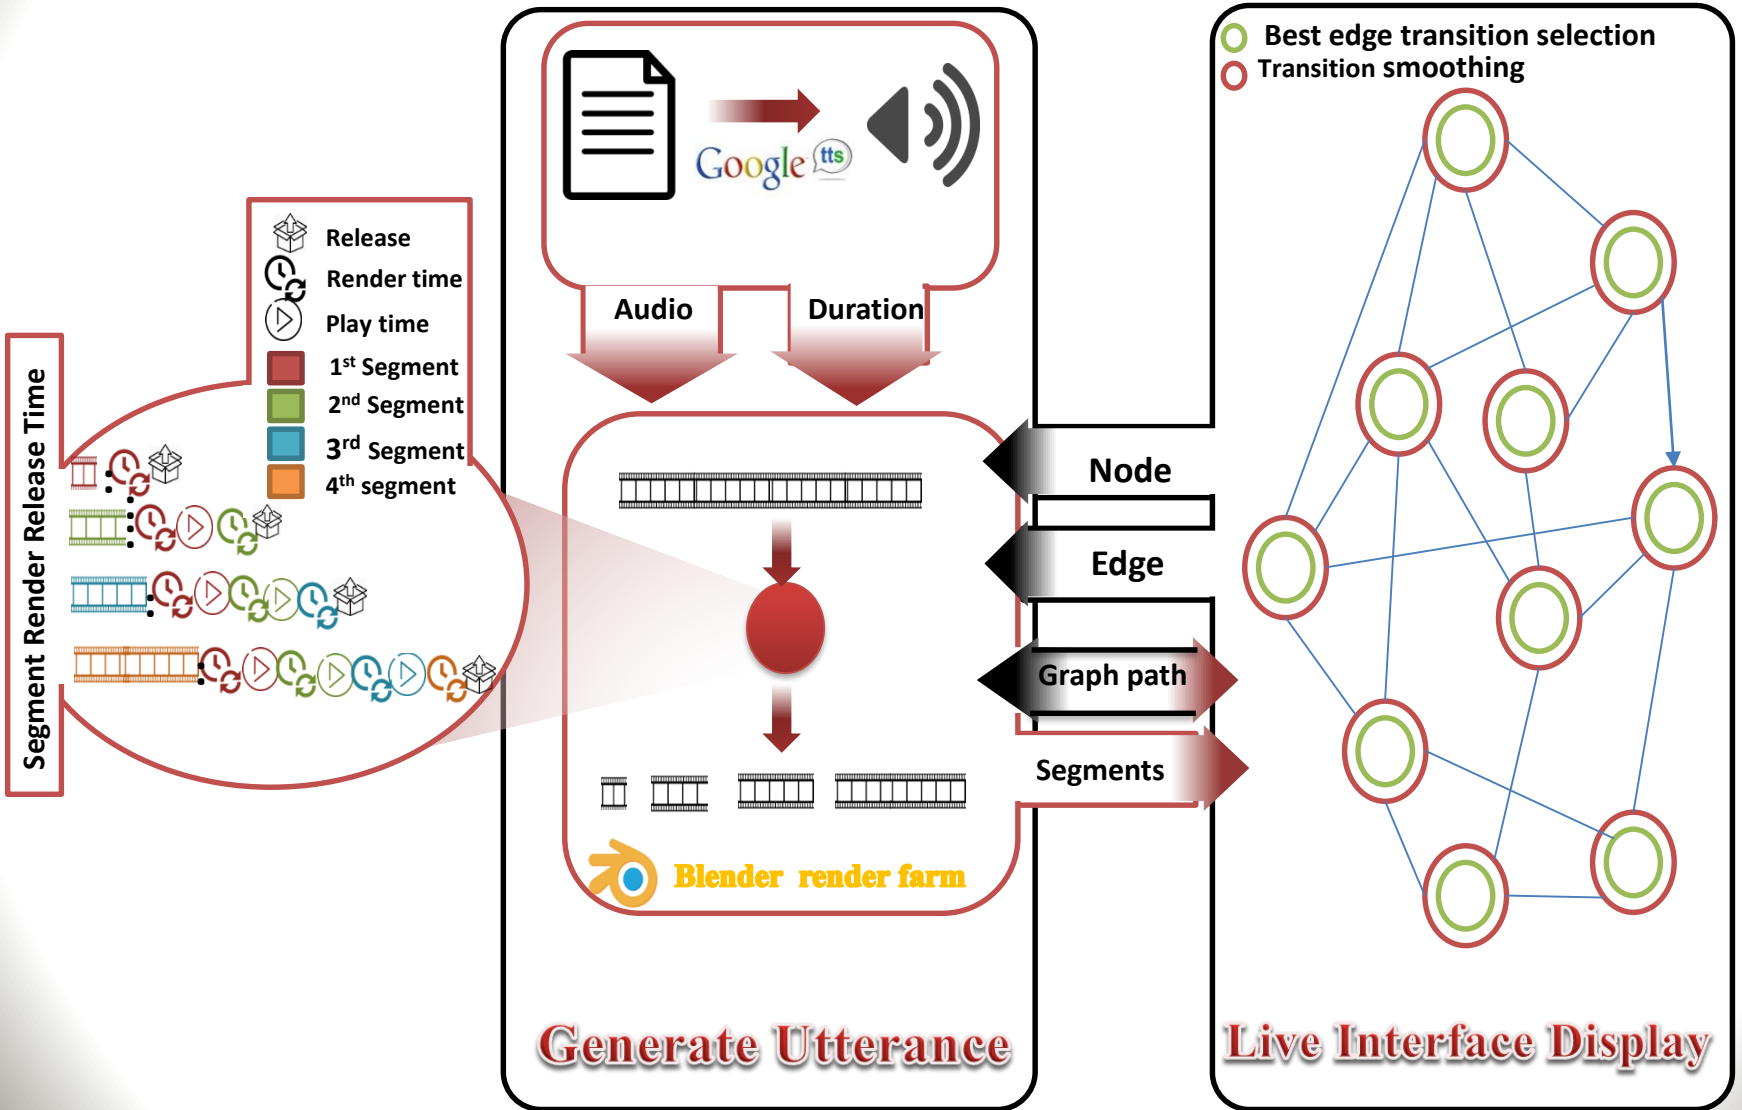 Google tts
Audio
Duration
Release
Render time
Play time
1st Segment
2nd Segment
3rd Segment
4th segment
Segment Render Release Time
Blender render farm
Generate Utterance
Node
Edge
Graph path
Segments
Best edge transition selection
Transition smoothing
Live Interface Display